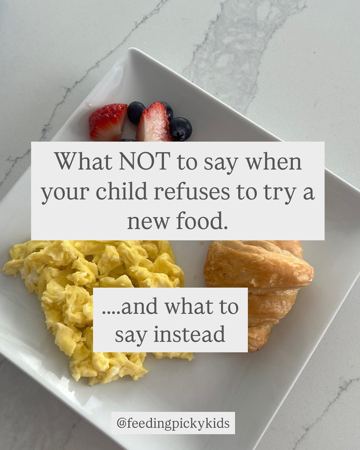 What NOT to say when
your child refuses to try a
new food.
....and what to
say instead
@feedingpickykids